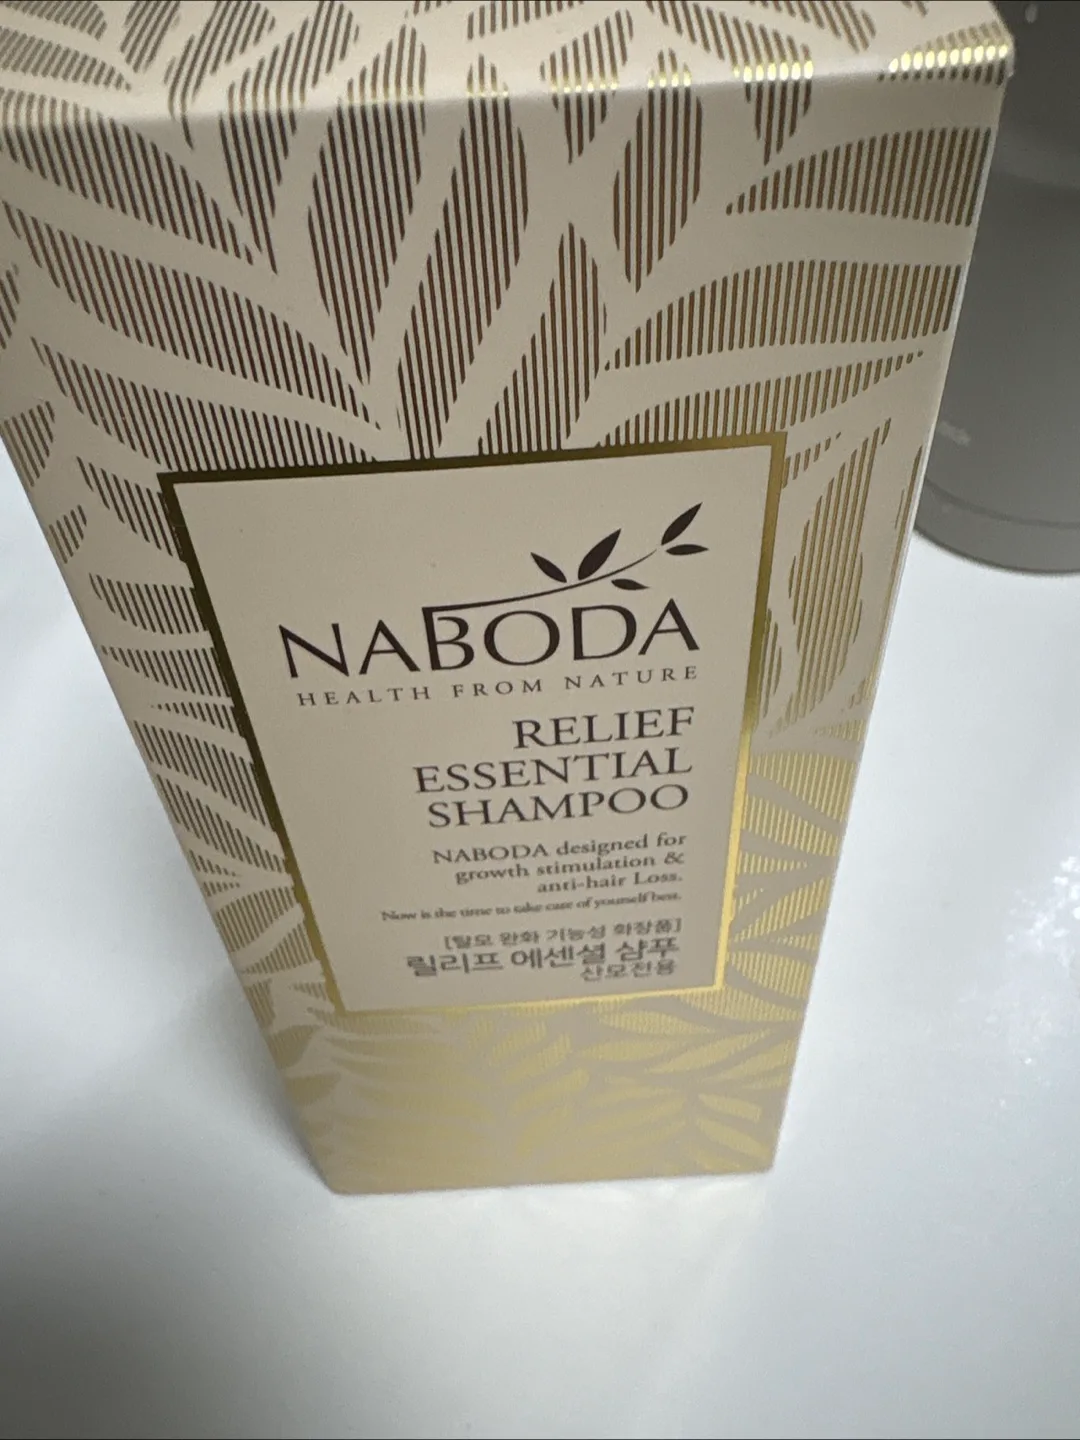 NABODA
HEALTH FROM NATURE
RELIEF
ESSENTIAL
SHAMPOO
NABODA designed for
growth stimulation &
anti-hair Loss.
Now is the time to take care of yourself best.
[탈모 완화 기능성 화장품]
릴리프 에센셜 샴푸
산모전용